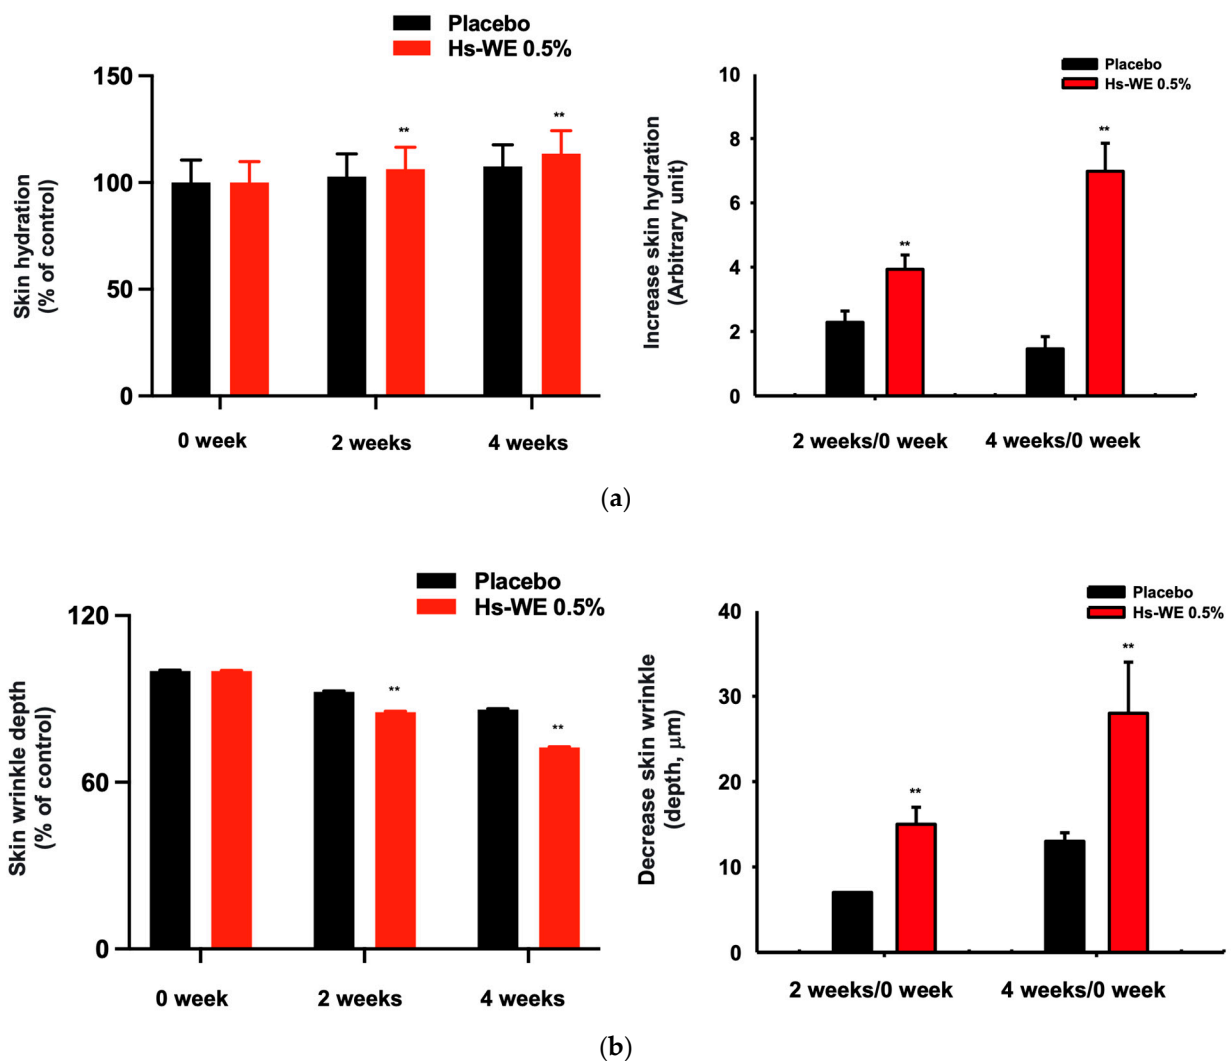 Placebo
Hs-WE 0.5%
Skin hydration
(% of control)
150
100
50
0
**
**
0 week
2 weeks
4 weeks
Placebo
Hs-WE 0.5%
Increase skin hydration
(Arbitrary unit)
10
8
6
4
2
0
**
**
2 weeks/0 week
4 weeks/0 week
(a)
Placebo
Hs-WE 0.5%
Skin wrinkle depth
(% of control)
120
60
0
**
**
0 week
2 weeks
4 weeks
Placebo
Hs-WE 0.5%
Decrease skin wrinkle
(depth, μm)
40
30
20
10
0
**
**
2 weeks/0 week
4 weeks/0 week
(b)